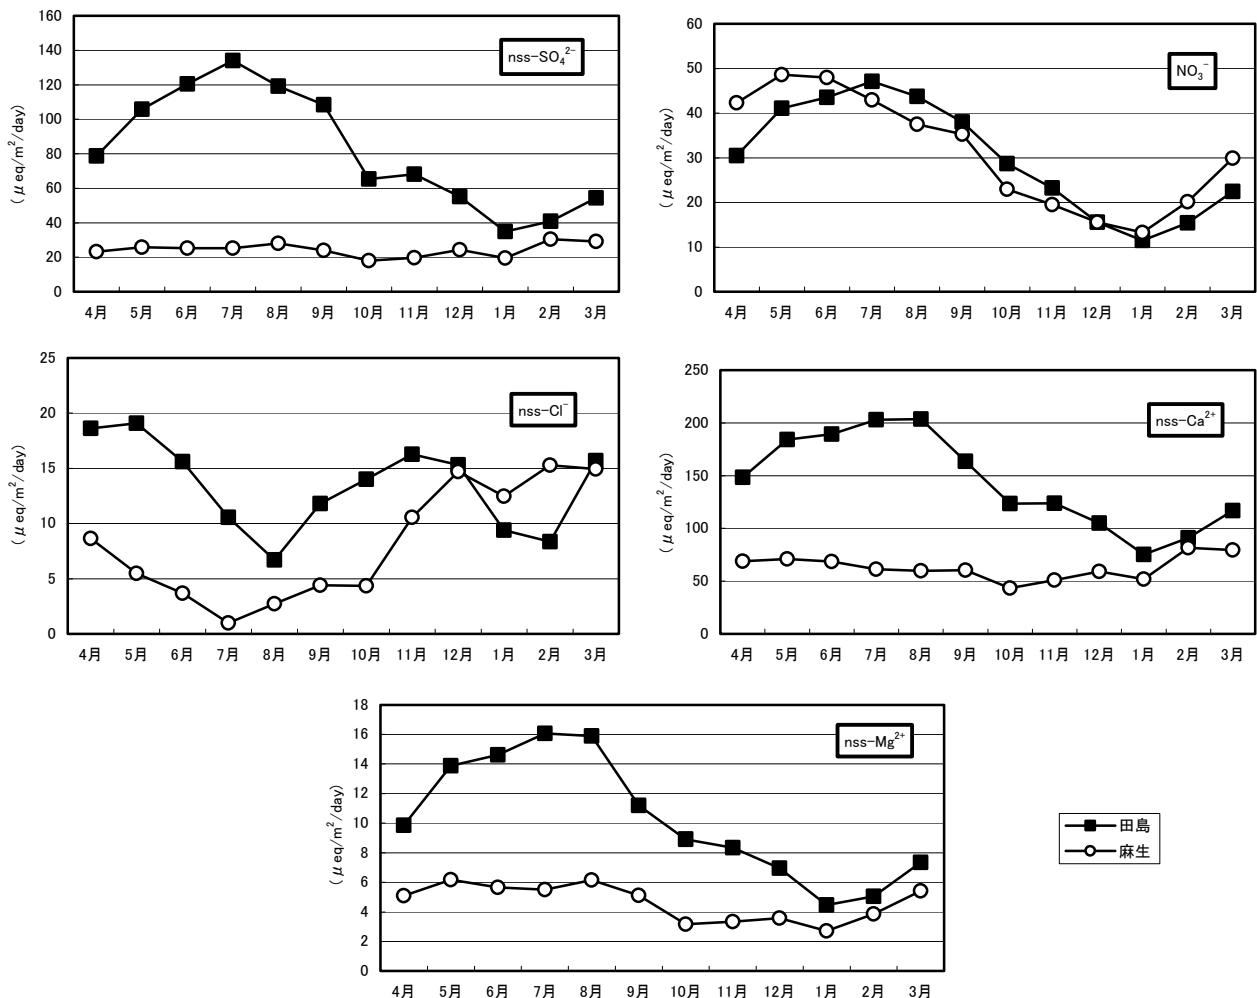 160
140
120
100
80
60
40
20
0
(μeq/m²/day)
nss-SO₄²⁻
4月 5月 6月 7月 8月 9月 10月 11月 12月 1月 2月 3月
60
50
40
30
20
10
0
(μeq/m²/day)
NO₃⁻
4月 5月 6月 7月 8月 9月 10月 11月 12月 1月 2月 3月
25
20
15
10
5
0
(μeq/m²/day)
nss-Cl⁻
4月 5月 6月 7月 8月 9月 10月 11月 12月 1月 2月 3月
250
200
150
100
50
0
(μeq/m²/day)
nss-Ca²⁺
4月 5月 6月 7月 8月 9月 10月 11月 12月 1月 2月 3月
18
16
14
12
10
8
6
4
2
0
(μeq/m²/day)
nss-Mg²⁺
4月 5月 6月 7月 8月 9月 10月 11月 12月 1月 2月 3月
田島
麻生